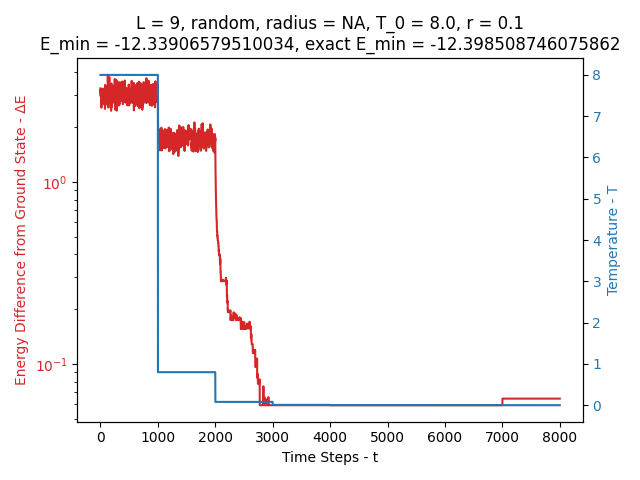 L = 9, random, radius = NA, T_0 = 8.0, r = 0.1
E_min = -12.33906579510034, exact E_min = -12.398508746075862
Energy Difference from Ground State - ΔE
10⁰
10⁻¹
0 1000 2000 3000 4000 5000 6000 7000 8000
Time Steps - t
8
7
6
5
4
3
2
1
0
Temperature - T